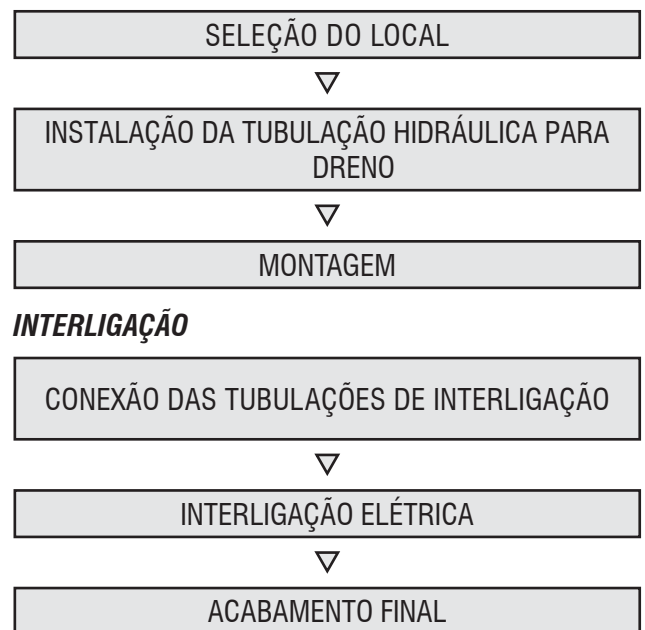 SELEÇÃO DO LOCAL
INSTALAÇÃO DA TUBULAÇÃO HIDRÁULICA PARA
DRENO
MONTAGEM
INTERLIGAÇÃO
CONEXÃO DAS TUBULAÇÕES DE INTERLIGAÇÃO
INTERLIGAÇÃO ELÉTRICA
ACABAMENTO FINAL